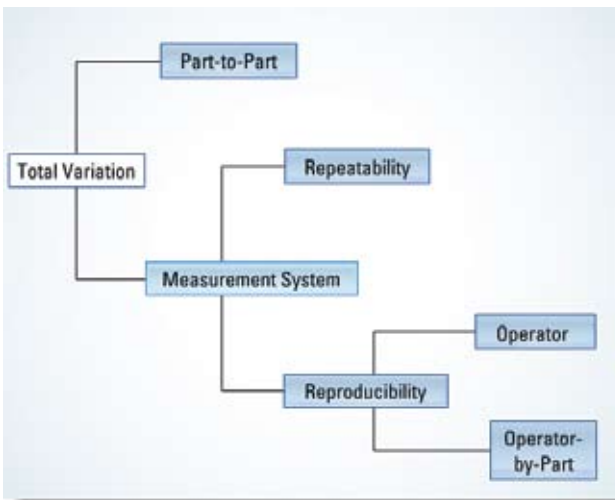 Part-to-Part
Total Variation
Repeatability
Measurement System
Operator
Reproducibility
Operator-
by-Part